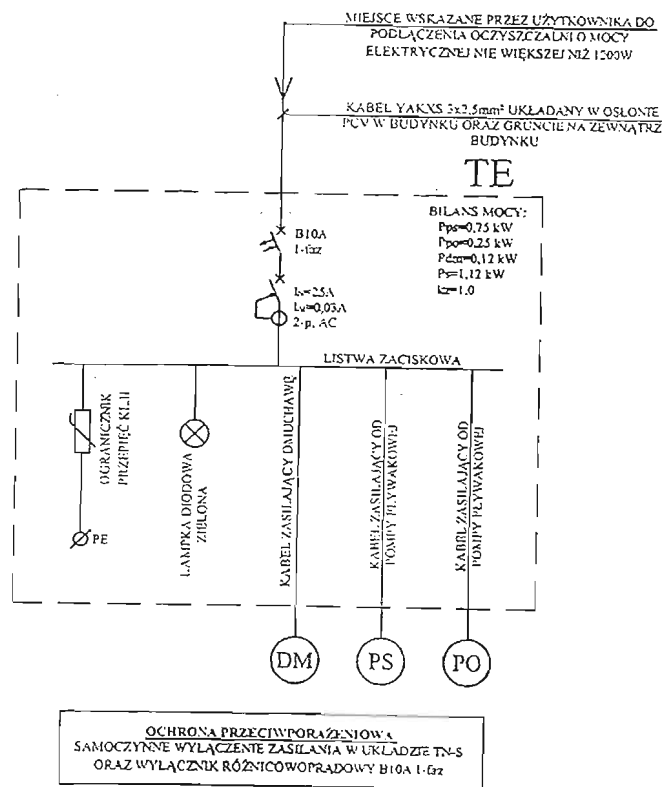 MIEJSCE WSKAZANE PRZEZ UŻYTKOWNIKA DO
PODŁĄCZENIA OCZYSZCZALNI O MOCY
ELEKTRYCZNEJ NIE WIĘKSZEJ NIŻ 1200W
KABEL YAKXS 3x2,5mm² UKŁADANY W OSŁONIE
PCV W BUDYNKU ORAZ GRUNCIE NA ZEWNĄTRZ
BUDYNKU
TE
BILANS MOCY:
Pps=0,75 kW
Ppo=0,25 kW
Pdm=0,12 kW
Ps=1,12 kW
kz=1.0
B10A
1-faz
=25A
=0,03A
2-p, AC
LISTWA ZACISKOWA
OGRANICZNIK
PRZEPIĘĆ KL.II
PE
LAMPKA DIODOWA
ZIELONA
KABEL ZASILAJĄCY DMUCHAWĘ
KABEL ZASILAJĄCY OD
POMPY PŁYWAKOWEJ
KABEL ZASILAJĄCY OD
POMPY PŁYWAKOWEJ
DM
PS
PO
OCHRONA PRZECIWPORAŻENIOWA
SAMOCZYNNE WYŁĄCZENIE ZASILANIA W UKŁADZIE TN-S
ORAZ WYŁĄCZNIK RÓŻNICOWOPRĄDOWY B10A 1-faz